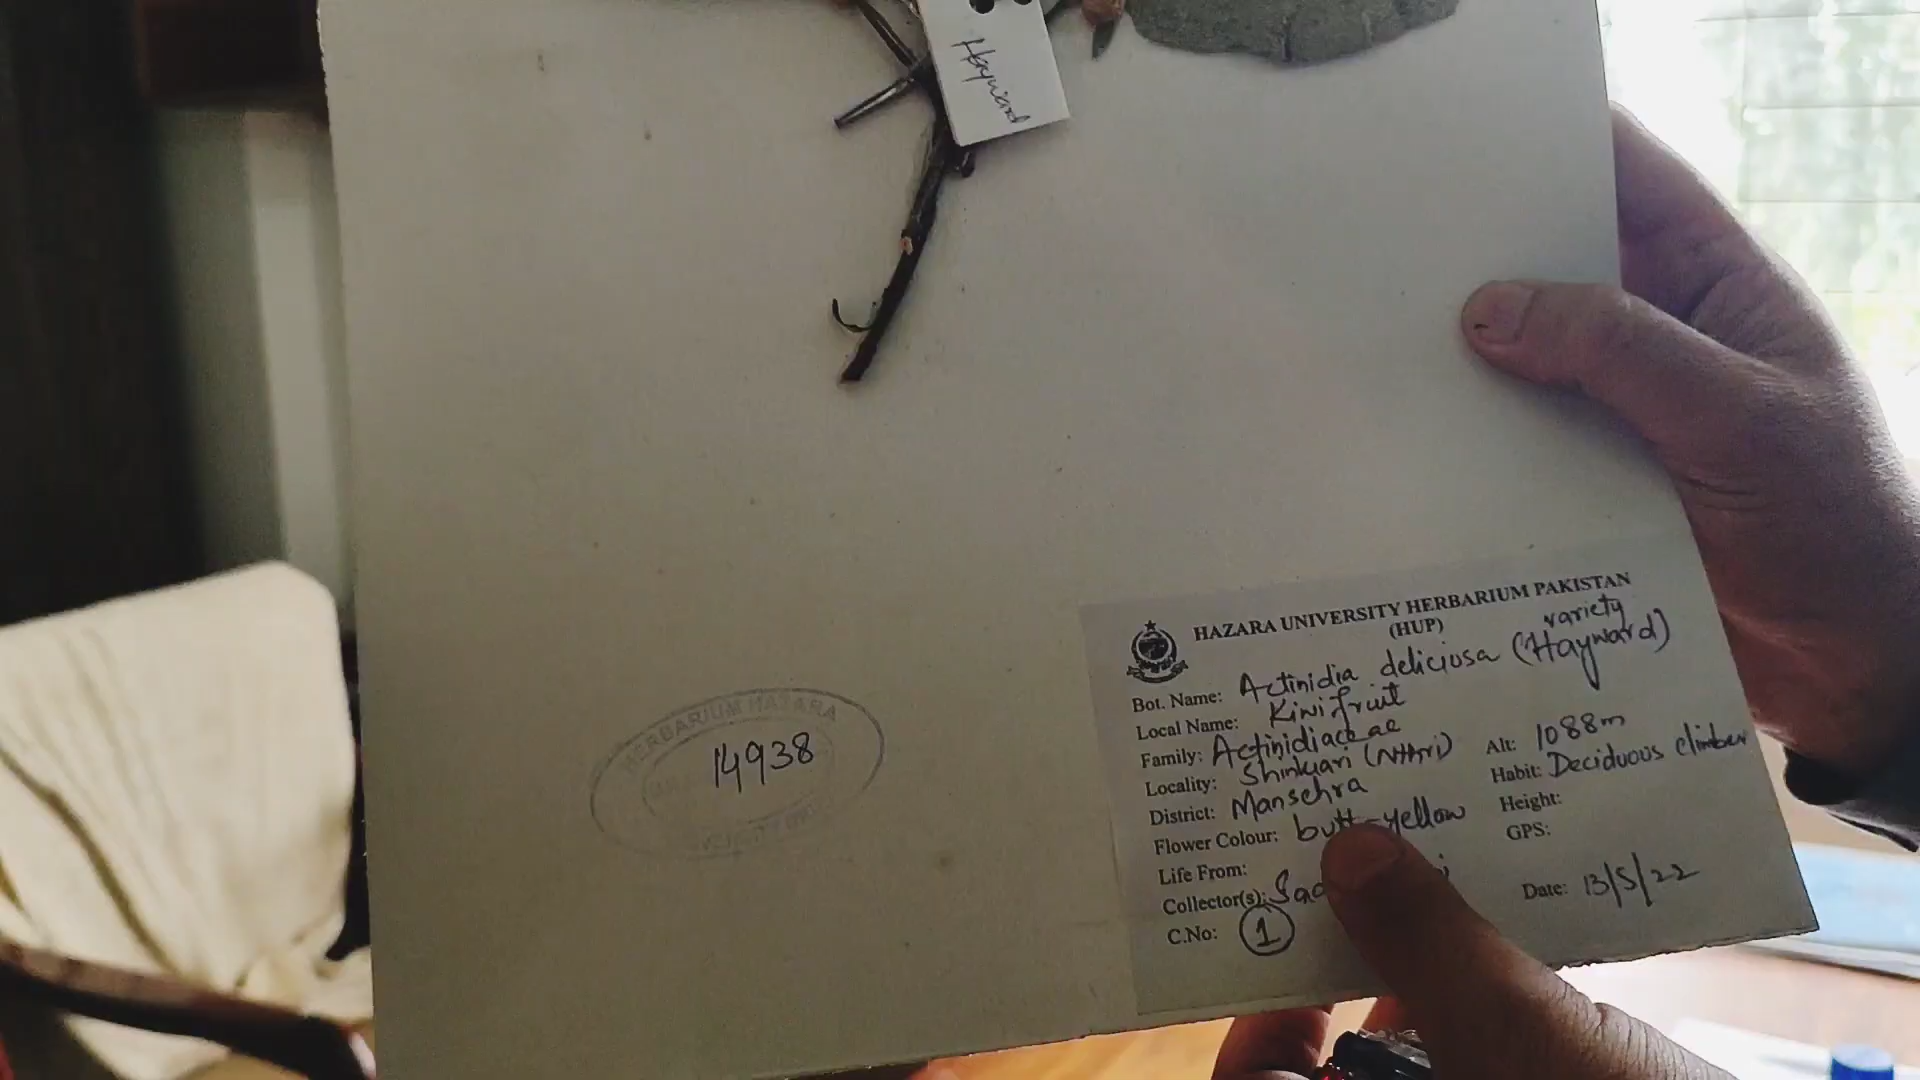 Hayward
HAZARA UNIVERSITY HERBARIUM PAKISTAN
(HUP)
variety
Bot. Name: Actinidia deliciosa (Hayward)
Local Name: Kiwi fruit
Family: Actinidiaceae
Alt: 1088m
Locality: Shinkiari (NTHRI)
Habit: Deciduous climber
District: Mansehra
Height:
Flower Colour: yellow
GPS:
Life From:
Collector(s):
Date: 13/5/22
C.No: 1
HERBARIUM HAZARA
14938